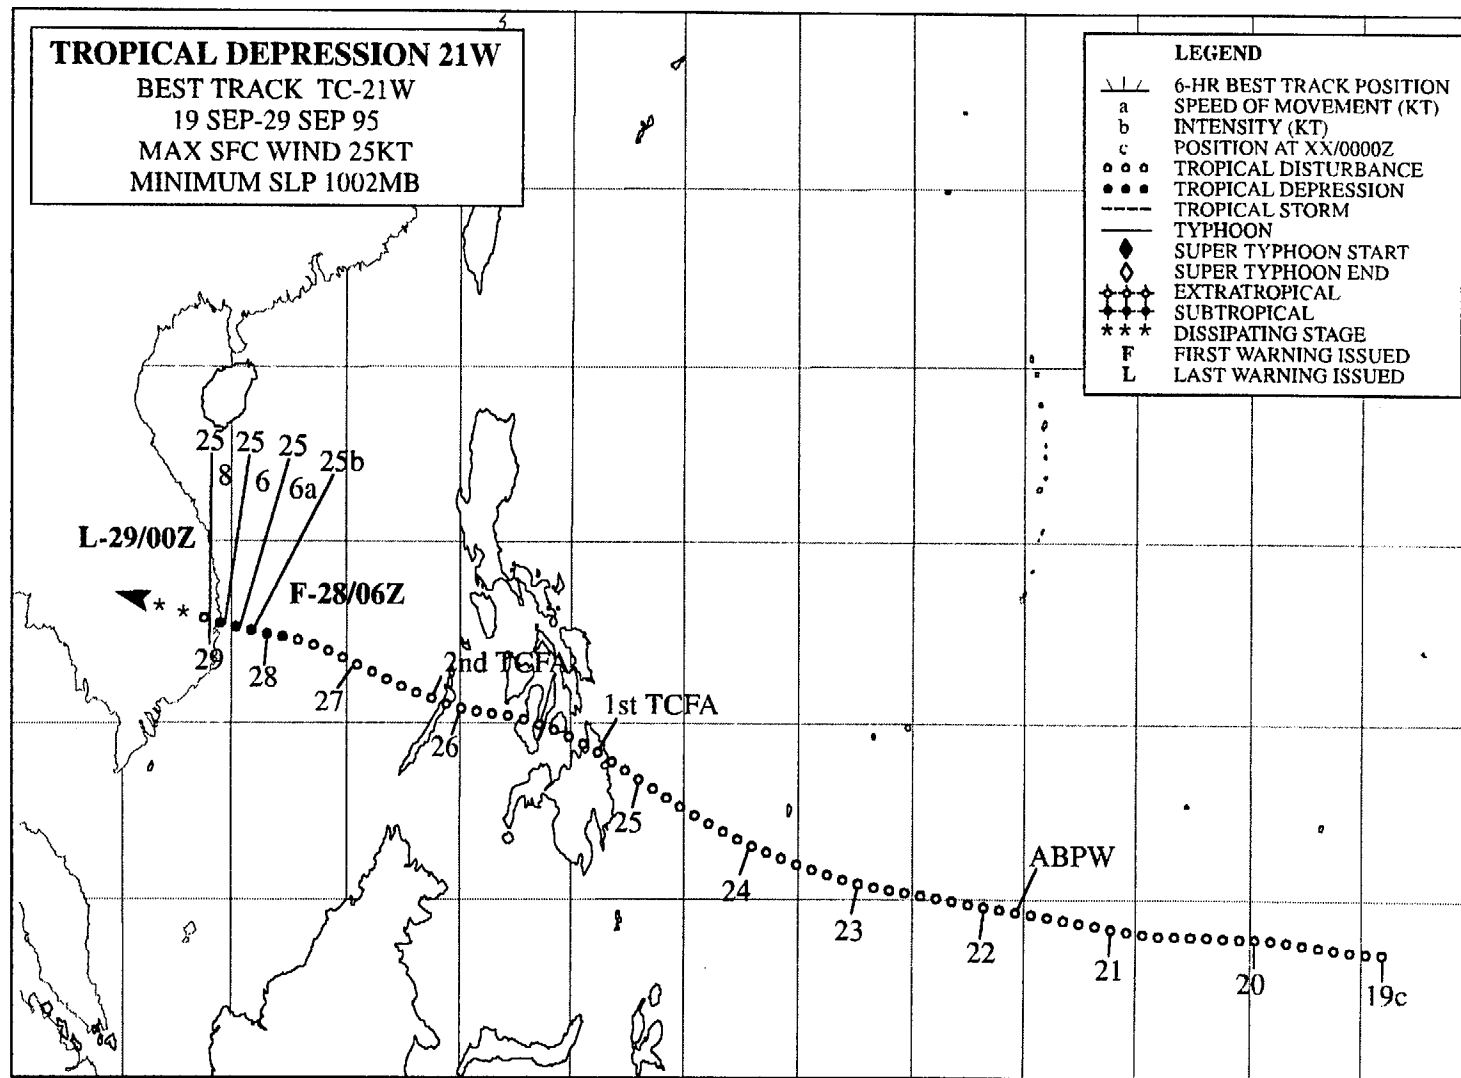 TROPICAL DEPRESSION 21W
BEST TRACK TC-21W
19 SEP-29 SEP 95
MAX SFC WIND 25KT
MINIMUM SLP 1002MB
LEGEND
6-HR BEST TRACK POSITION
a SPEED OF MOVEMENT (KT)
b INTENSITY (KT)
c POSITION AT XX/0000Z
TROPICAL DISTURBANCE
TROPICAL DEPRESSION
TROPICAL STORM
TYPHOON
SUPER TYPHOON START
SUPER TYPHOON END
EXTRATROPICAL
SUBTROPICAL
*** DISSIPATING STAGE
F FIRST WARNING ISSUED
L LAST WARNING ISSUED
25 25 25 25b
8 6 6a
L-29/00Z
F-28/06Z
29 28 27
2nd TCFA
26
1st TCFA
25
24
ABPW
23
22
21
20
19c